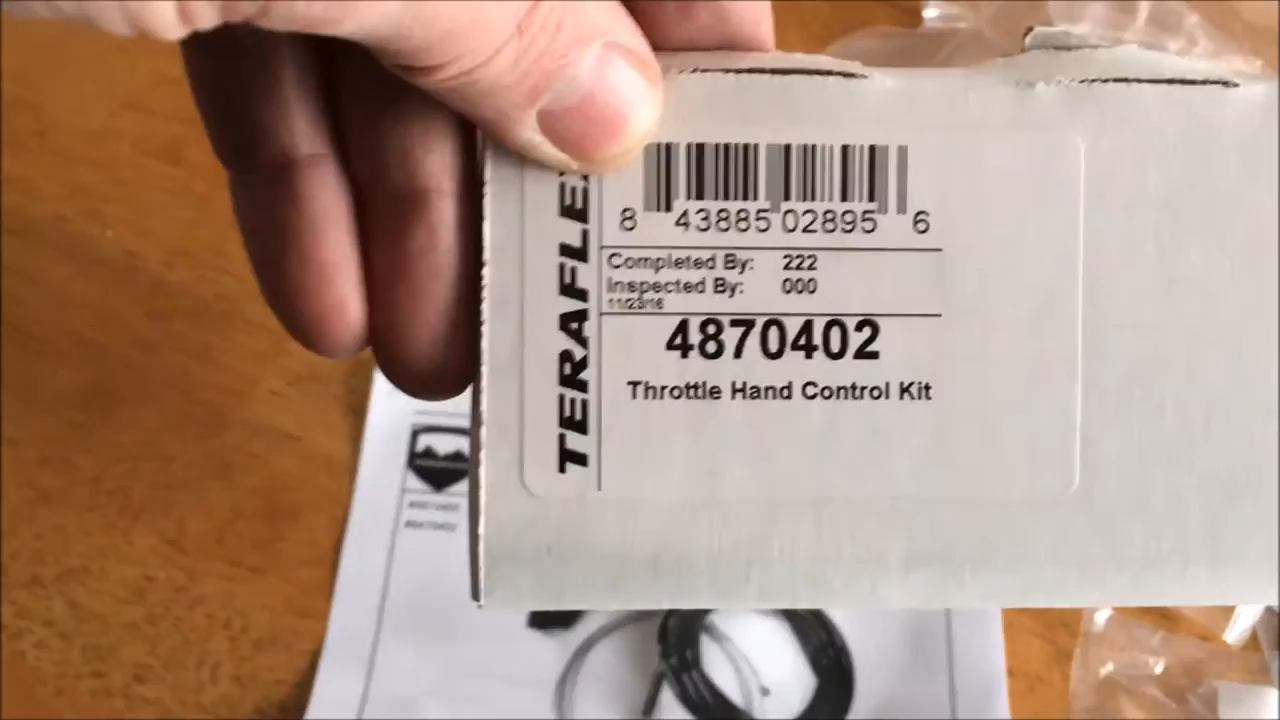 8 43885 02895 6
Completed By: 222
Inspected By: 000
11/23/16
TERAFLEX
4870402
Throttle Hand Control Kit